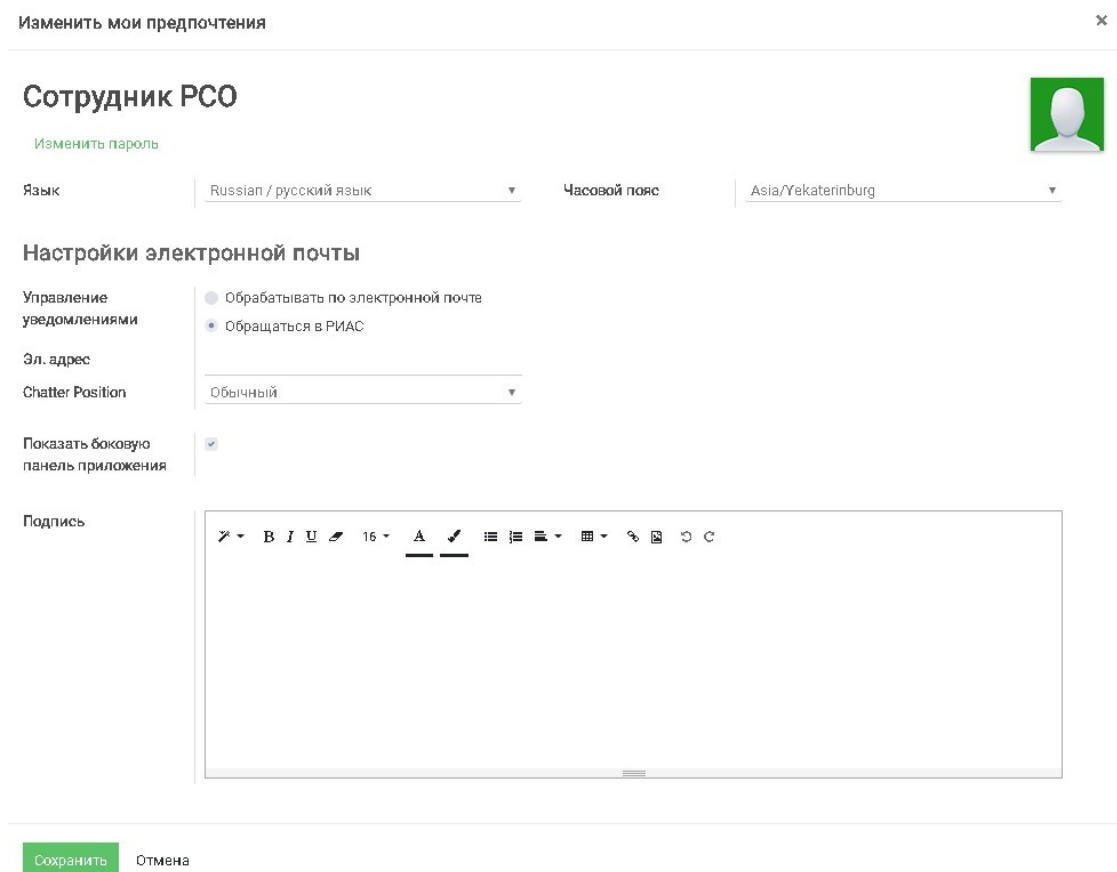 Изменить мои предпочтения
Сотрудник РСО
Изменить пароль
Язык
Russian / русский язык
Часовой пояс
Asia/Yekaterinburg
Настройки электронной почты
Управление
уведомлениями
Обрабатывать по электронной почте
Обращаться в РИАС
Эл. адрес
Chatter Position
Обычный
Показать боковую
панель приложения
Подпись
B I U 16 A
Сохранить Отмена